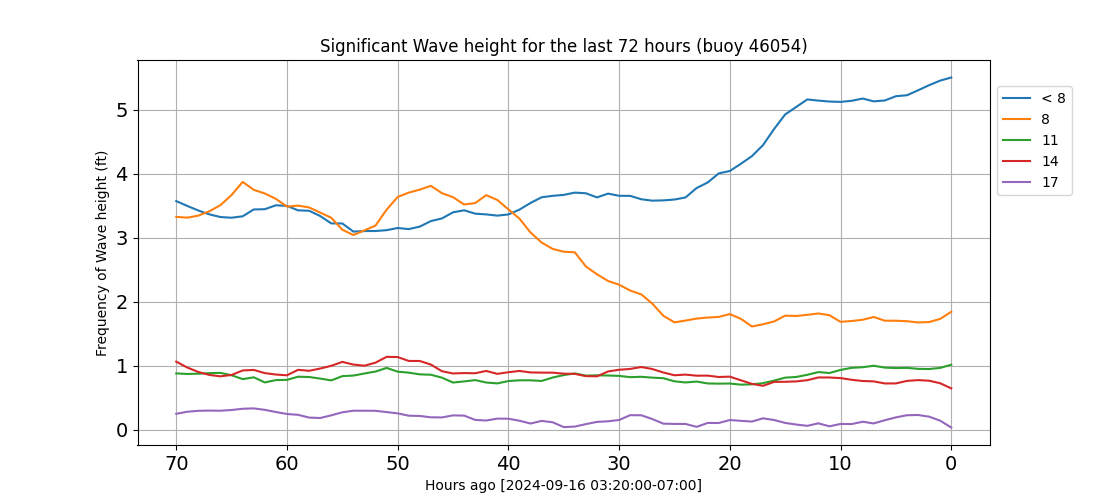 Significant Wave height for the last 72 hours (buoy 46054)
Frequency of Wave height (ft)
5
4
3
2
1
0
70 60 50 40 30 20 10 0
Hours ago [2024-09-16 03:20:00-07:00]
< 8
8
11
14
17